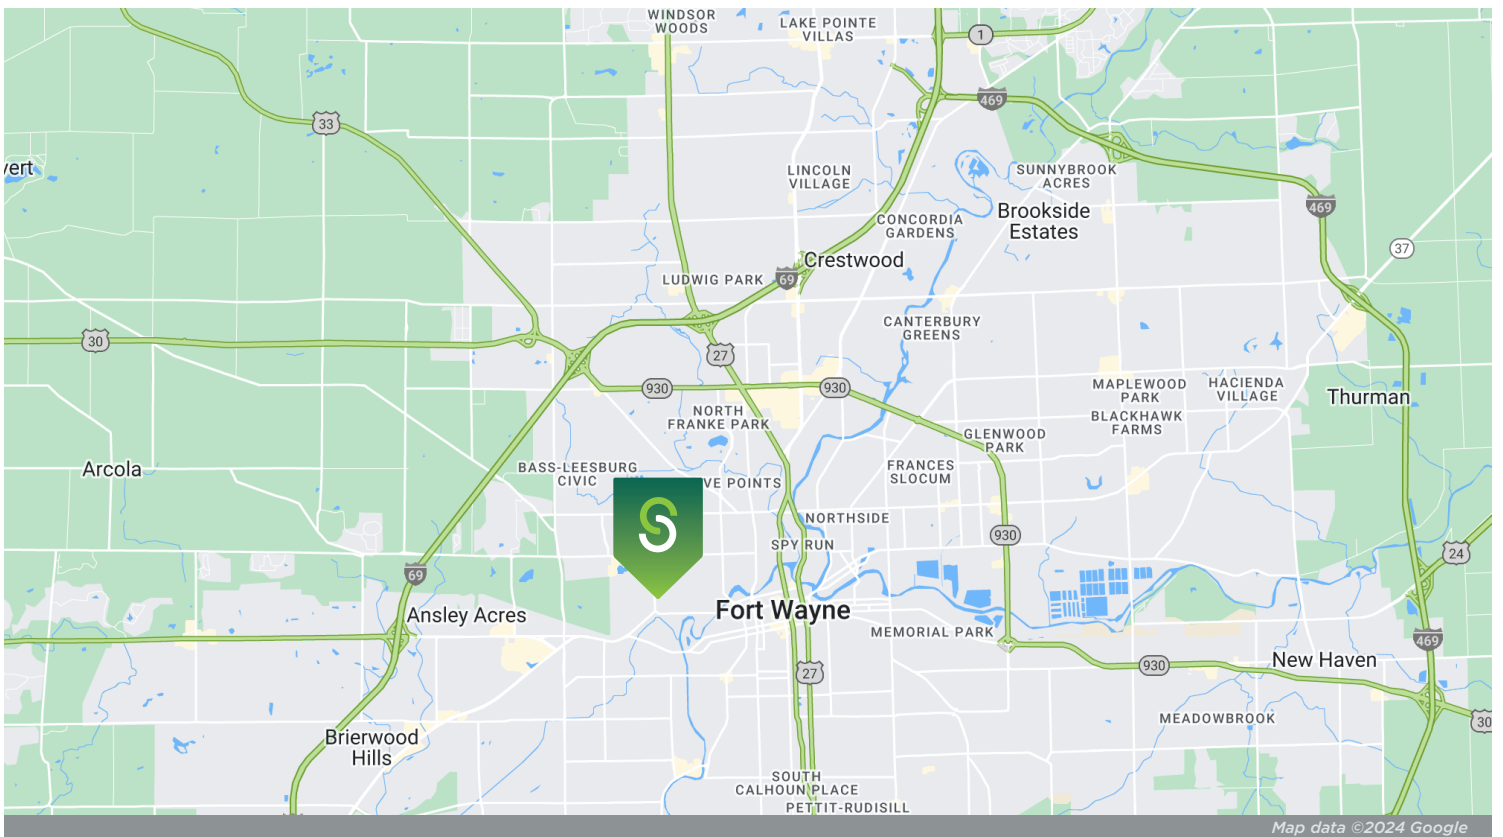 WINDSOR
WOODS
LAKE POINTE
VILLAS
1
469
33
vert
LINCOLN
VILLAGE
SUNNYBROOK
ACRES
469
CONCORDIA
GARDENS
Brookside
Estates
37
Crestwood
LUDWIG PARK
69
CANTERBURY
GREENS
30
27
930
930
MAPLEWOOD
PARK
HACIENDA
VILLAGE
Thurman
NORTH
FRANKE PARK
BLACKHAWK
FARMS
GLENWOOD
PARK
Arcola
BASS-LEESBURG
CIVIC
VE POINTS
FRANCES
SLOCUM
S
NORTHSIDE
930
SPY RUN
24
69
Ansley Acres
Fort Wayne
MEMORIAL PARK
469
930
New Haven
27
MEADOWBROOK
30
Brierwood
Hills
SOUTH
CALHOUN PLACE
PETTIT-RUDISILL
Map data ©2024 Google